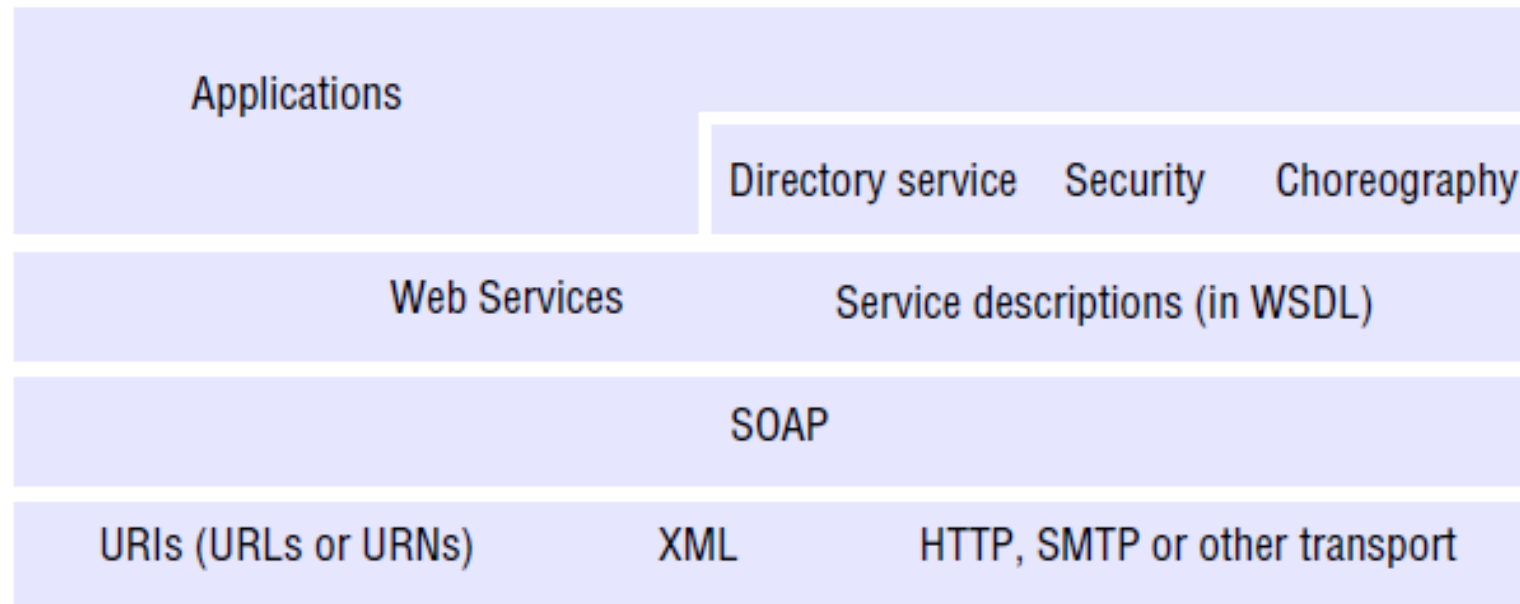 Applications
Directory service Security Choreography
Web Services Service descriptions (in WSDL)
SOAP
URIs (URLs or URNs) XML HTTP, SMTP or other transport